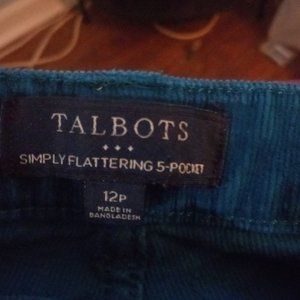 TALBOTS
SIMPLY FLATTERING 5-POCKET
12P
MADE IN
BANGLADESH